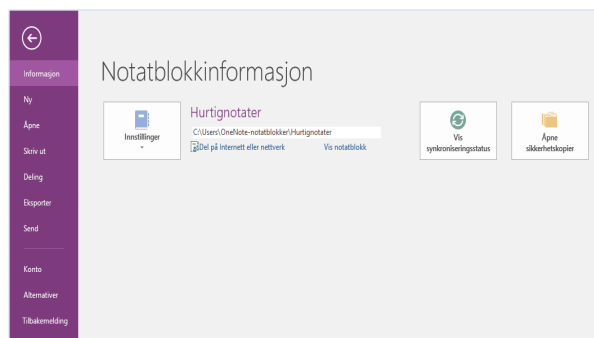 Informasjon
Ny
Åpne
Skriv ut
Deling
Eksporter
Send
Konto
Alternativer
Tilbakemelding
Notatblokkinformasjon
Innstillinger
Hurtignotater
C:\Users\OneNote-notatblokker\Hurtignotater
Del på Internett eller nettverk Vis notatblokk
Vis
synkroniseringsstatus
Åpne
sikkerhetskopier